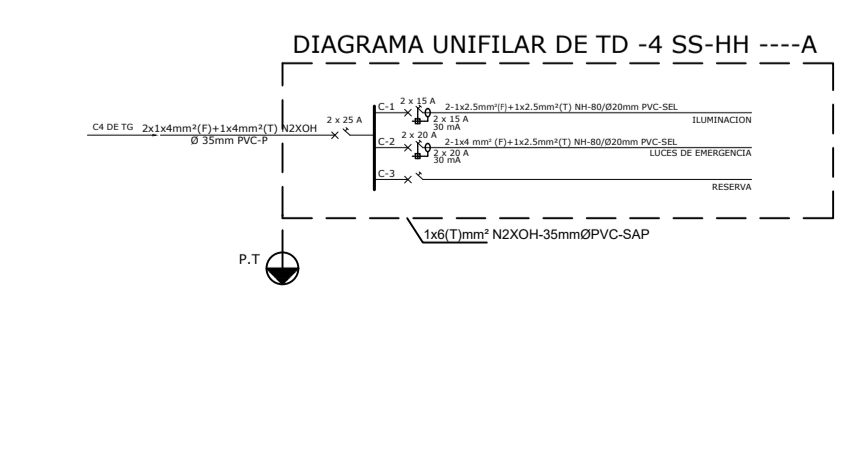 DIAGRAMA UNIFILAR DE TD -4 SS-HH ----A
C4 DE TG
2x1x4mm²(F)+1x4mm²(T) N2XOH
Ø 35mm PVC-P
2 x 25 A
C-1
2 x 15 A
2-1x2.5mm²(F)+1x2.5mm²(T) NH-80/Ø20mm PVC-SEL
2 x 15 A
30 mA
ILUMINACION
C-2
2 x 20 A
2-1x4 mm² (F)+1x2.5mm²(T) NH-80/Ø20mm PVC-SEL
2 x 20 A
30 mA
LUCES DE EMERGENCIA
C-3
RESERVA
1x6(T)mm² N2XOH-35mmØPVC-SAP
P.T